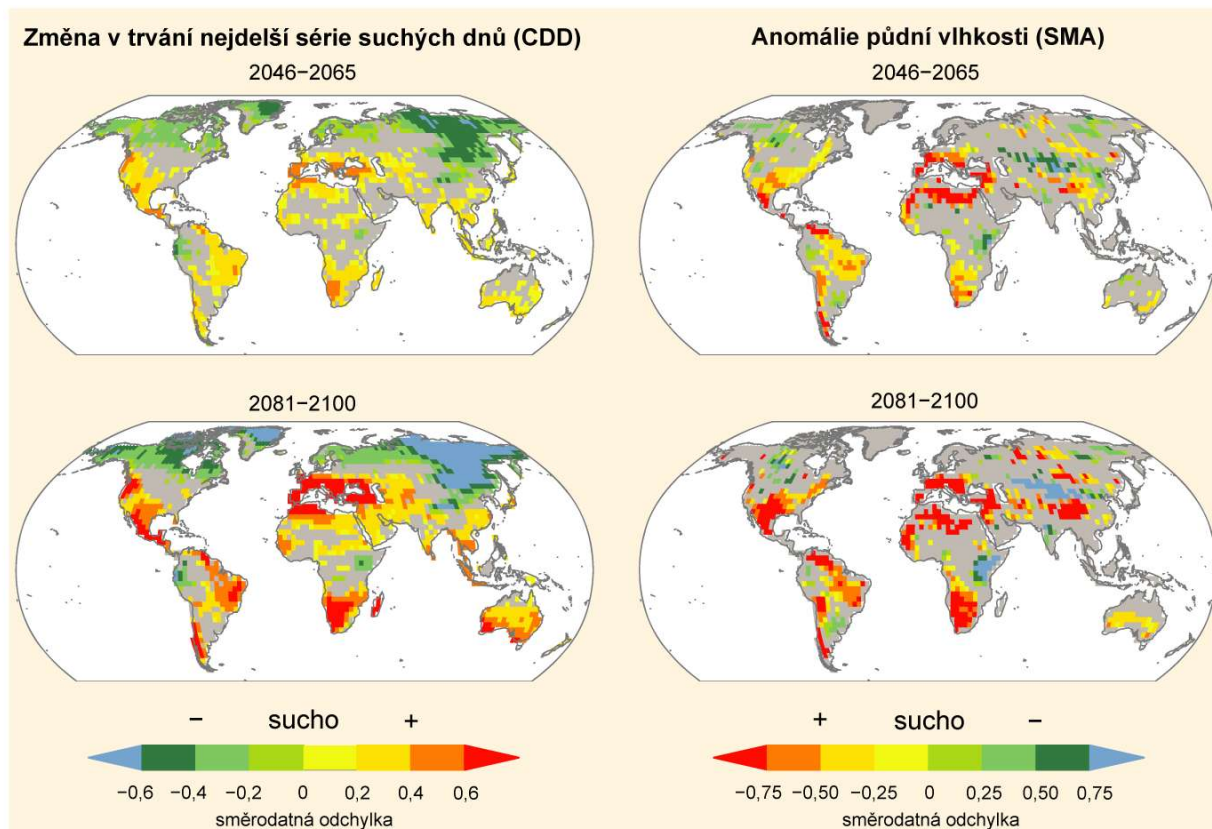 Změna v trvání nejdelší série suchých dnů (CDD)
2046−2065
2081−2100
− sucho +
−0,6 −0,4 −0,2 0 0,2 0,4 0,6
směrodatná odchylka
Anomálie půdní vlhkosti (SMA)
2046−2065
2081−2100
+ sucho −
−0,75 −0,50 −0,25 0 0,25 0,50 0,75
směrodatná odchylka